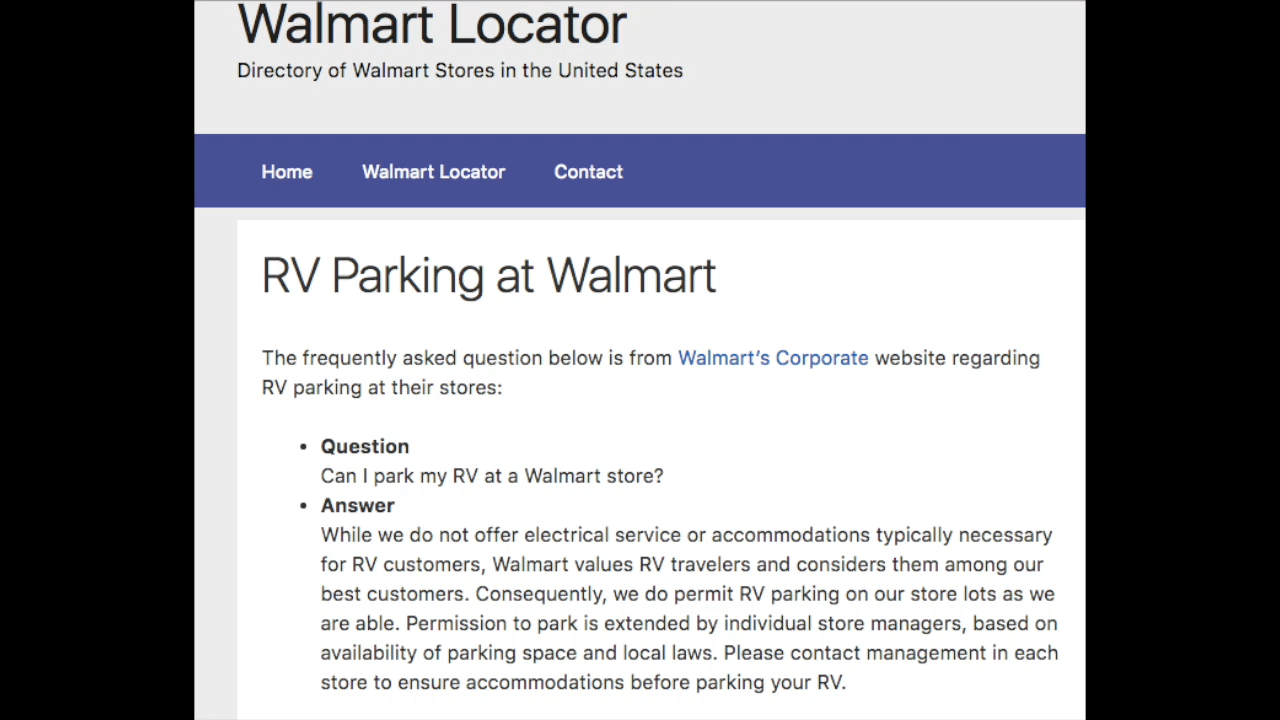 Walmart Locator
Directory of Walmart Stores in the United States
Home Walmart Locator Contact
RV Parking at Walmart
The frequently asked question below is from Walmart’s Corporate website regarding
RV parking at their stores:
• Question
Can I park my RV at a Walmart store?
• Answer
While we do not offer electrical service or accommodations typically necessary
for RV customers, Walmart values RV travelers and considers them among our
best customers. Consequently, we do permit RV parking on our store lots as we
are able. Permission to park is extended by individual store managers, based on
availability of parking space and local laws. Please contact management in each
store to ensure accommodations before parking your RV.